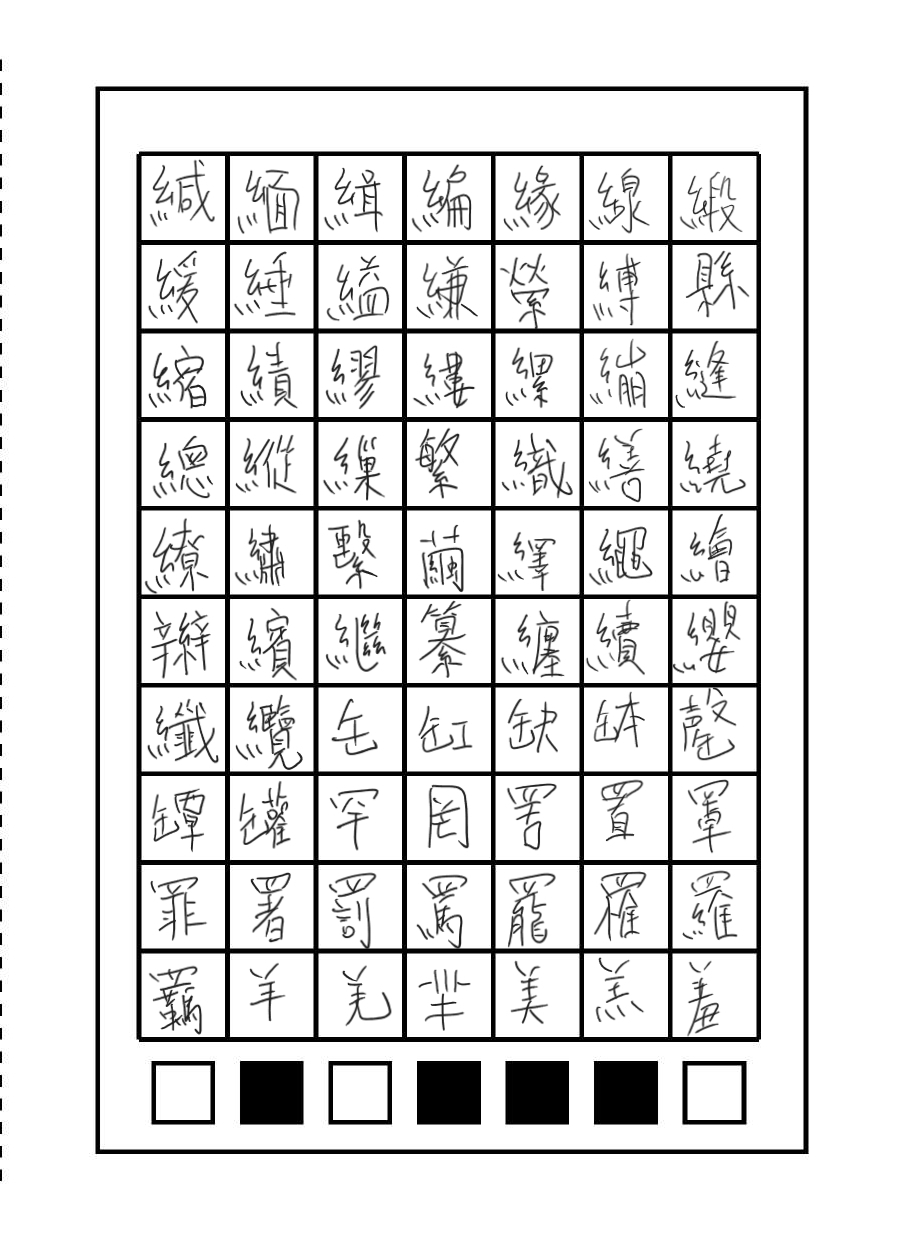 緘緬緝編緣線緞
緩綞縊縑縈縛縣
縮績繆縷縲繃縫
總縱繅繁織繕繞
繚繡繫繭繹繩繪
辮繽繼纂纏續纓
纖纜缶缸缺缽罄
罈罐罕罔罟置罩
罪署罰罵罷罹羅
羈羊羌羋美羔羞